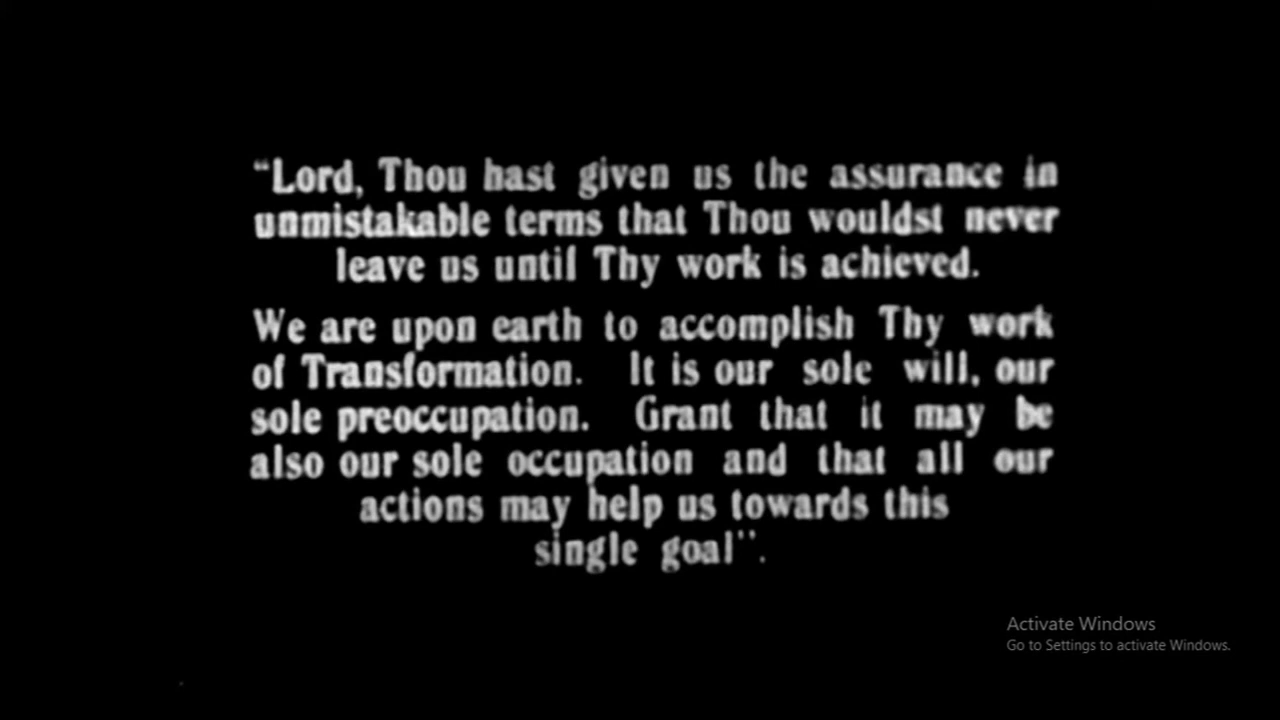 “Lord, Thou hast given us the assurance in
unmistakable terms that Thou wouldst never
leave us until Thy work is achieved.
We are upon earth to accomplish Thy work
of Transformation. It is our sole will, our
sole preoccupation. Grant that it may be
also our sole occupation and that all our
actions may help us towards this
single goal”.
Activate Windows
Go to Settings to activate Windows.